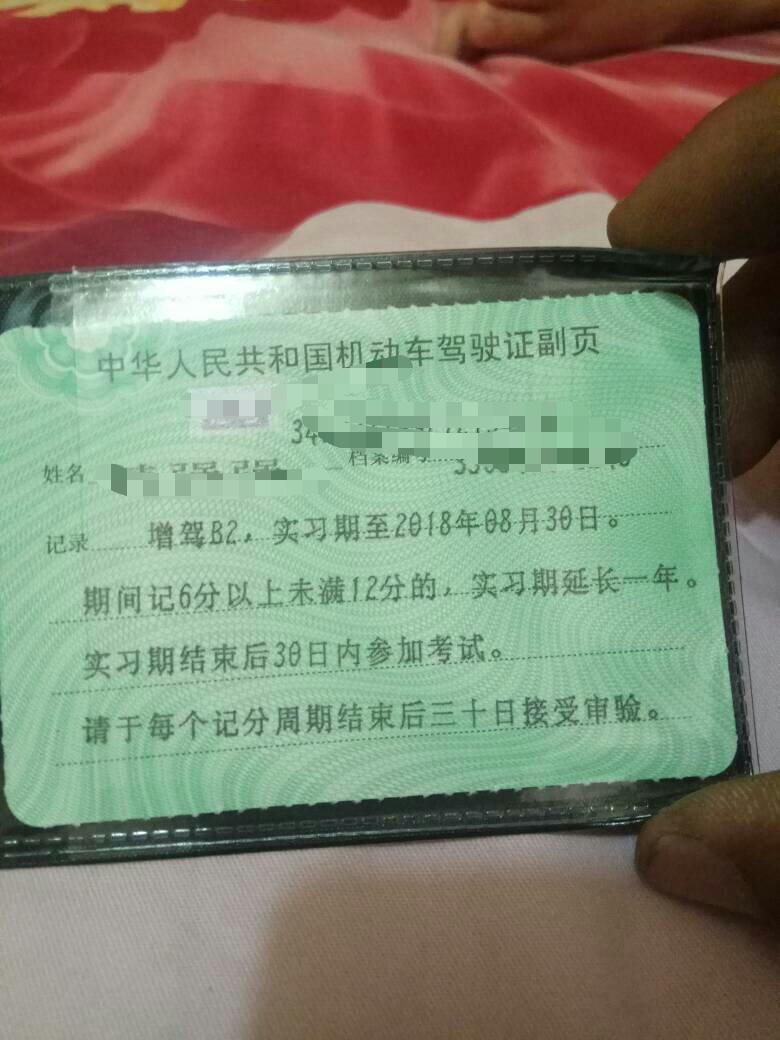 中华人民共和国机动车驾驶证副页
姓名
档案编号
记录 增驾B2，实习期至2018年08月30日。
期间记6分以上未满12分的，实习期延长一年。
实习期结束后30日内参加考试。
请于每个记分周期结束后三十日接受审验。